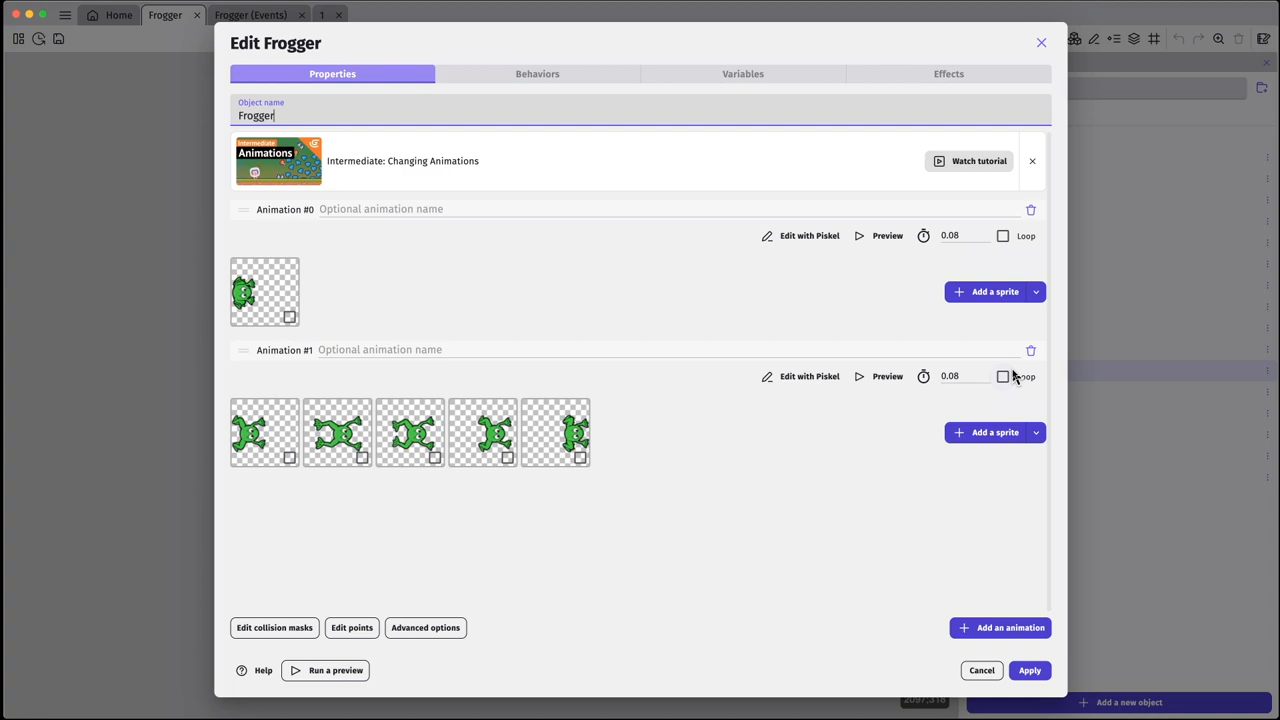 Home
Frogger
Frogger (Events)
1
Edit Frogger
Properties
Behaviors
Variables
Effects
Object name
Frogger
Intermediate
Animations
Intermediate: Changing Animations
Watch tutorial
Animation #0
Optional animation name
Edit with Piskel
Preview
0.08
Loop
Add a sprite
Animation #1
Optional animation name
Edit with Piskel
Preview
0.08
Add a sprite
Edit collision masks
Edit points
Advanced options
Add an animation
Help
Run a preview
Cancel
Apply
Add a new object